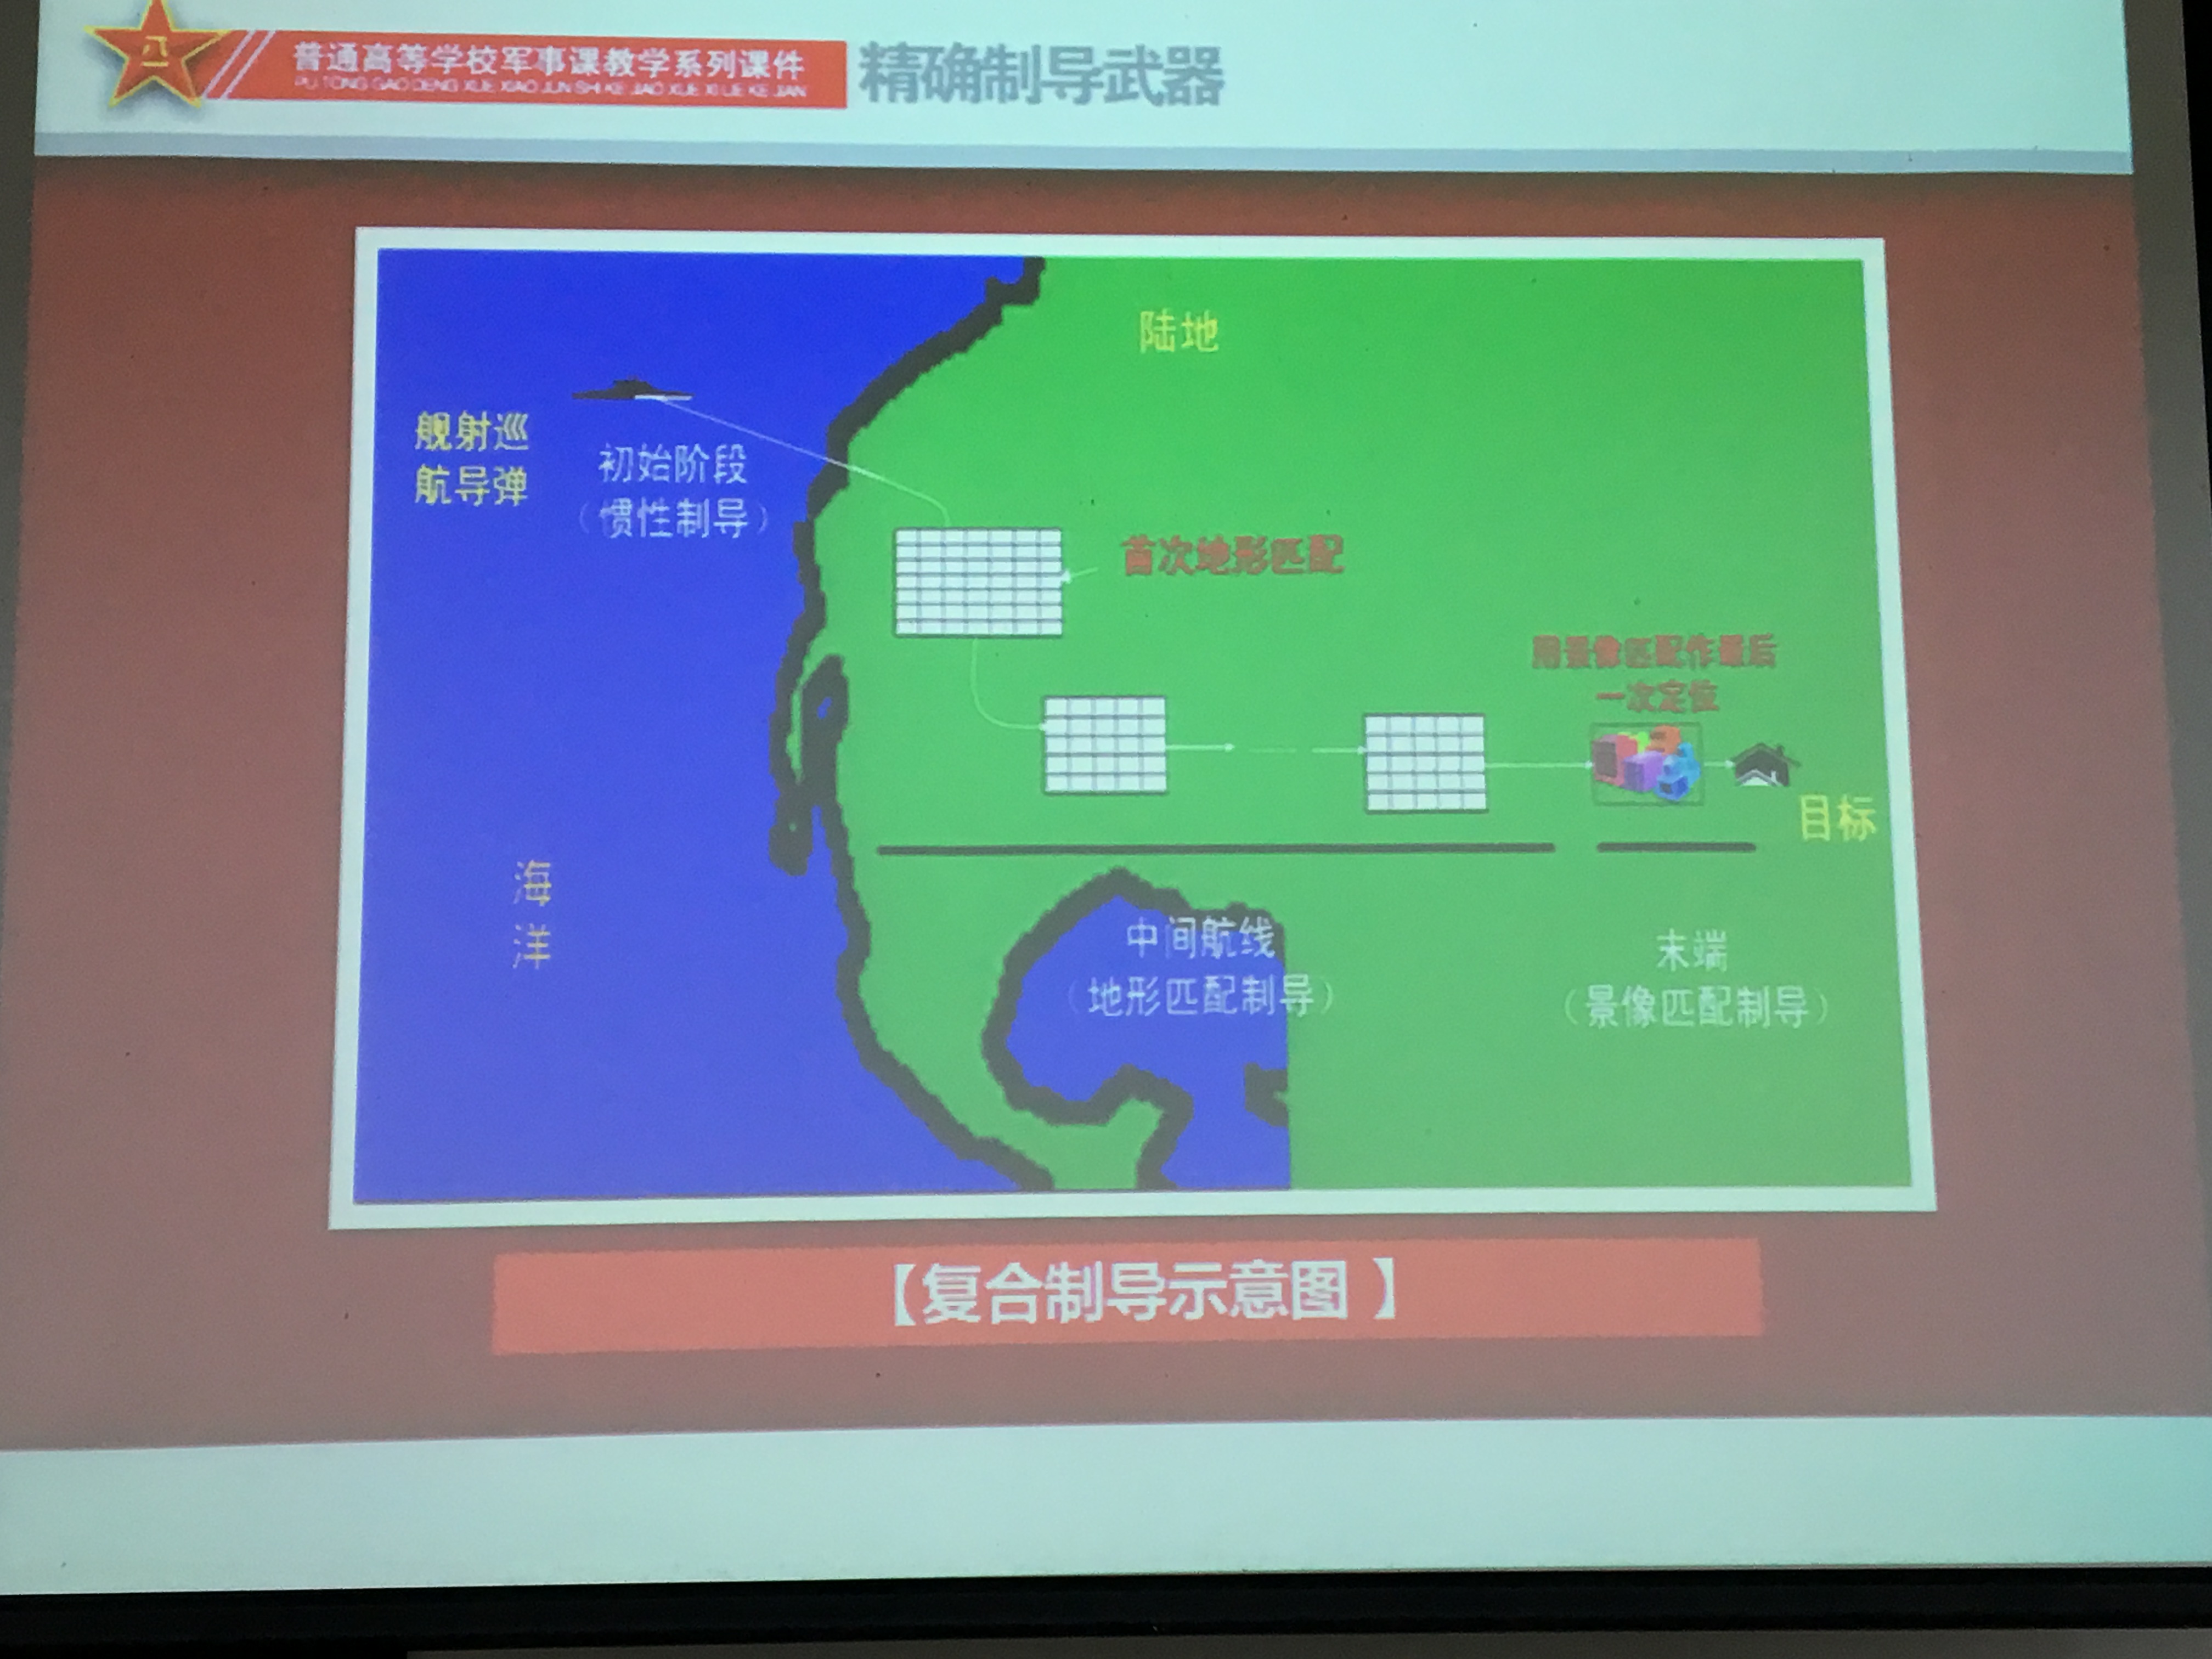 八一
普通高等学校军事课教学系列课件
PU TONG GAO DENG XUE XIAO JUN SHI KE JIAO XUE XI LIE KE JIAN
精确制导武器
陆地
舰射巡
航导弹
初始阶段
（惯性制导）
首次地形匹配
用景像匹配作最后
一次定位
目标
海
洋
中间航线
（地形匹配制导）
末端
（景像匹配制导）
【复合制导示意图 】